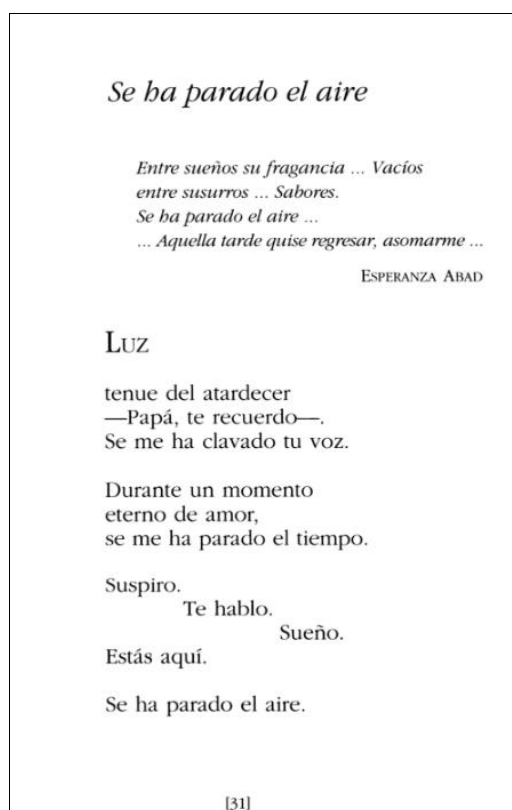 Se ha parado el aire
Entre sueños su fragancia ... Vacíos
entre susurros ... Sabores.
Se ha parado el aire ...
... Aquella tarde quise regresar, asomarme ...
ESPERANZA ABAD
LUZ
tenue del atardecer
—Papá, te recuerdo—.
Se me ha clavado tu voz.
Durante un momento
eterno de amor,
se me ha parado el tiempo.
Suspiro.
Te hablo.
Sueño.
Estás aquí.
Se ha parado el aire.
[31]